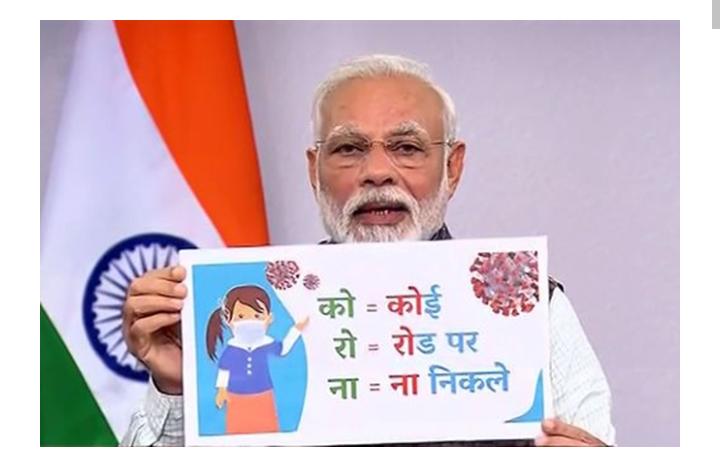 को = कोई
रो = रोड पर
ना = ना निकले